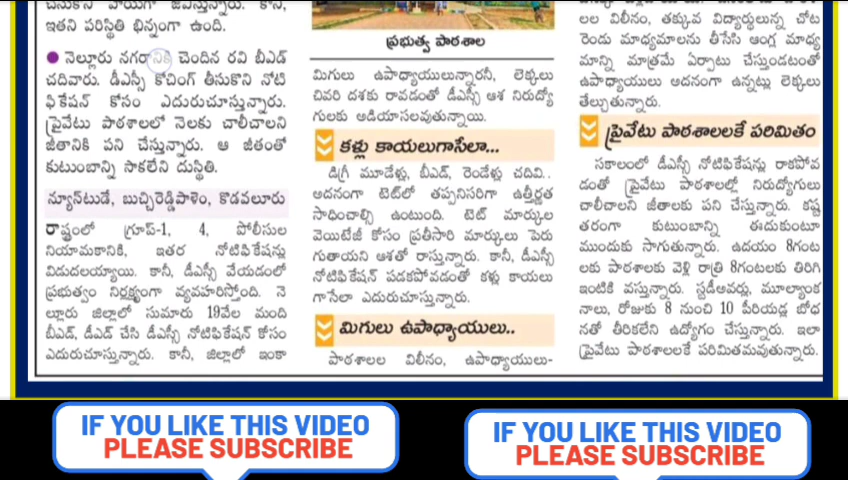 చేసుకొని హాయిగా జీవిస్తున్నారు. కానీ,
ఇతని పరిస్థితి భిన్నంగా ఉంది.
● నెల్లూరు నగరానికి చెందిన రవి బీఎడ్
చదివారు. డీఎస్సీ కోచింగ్ తీసుకొని నోటి
ఫికేషన్ కోసం ఎదురుచూస్తున్నారు.
ప్రైవేటు పాఠశాలలో నెలకు చాలీచాలని
జీతానికి పని చేస్తున్నారు. ఆ జీతంతో
కుటుంబాన్ని సాకలేని దుస్థితి.
న్యూస్‌టుడే, బుచ్చిరెడ్డిపాళెం, కొడవలూరు
రాష్ట్రంలో గ్రూప్-1, 4, పోలీసుల
నియామకానికి, ఇతర నోటిఫికేషన్లు
విడుదలయ్యాయి. కానీ, డీఎస్సీ వేయడంలో
ప్రభుత్వం నిర్లక్ష్యంగా వ్యవహరిస్తోంది. నె
ల్లూరు జిల్లాలో సుమారు 19వేల మంది
బీఎడ్, డీఎడ్ చేసి డీఎస్సీ నోటిఫికేషన్ కోసం
ఎదురుచూస్తున్నారు. కానీ, జిల్లాలో ఇంకా
ప్రభుత్వ పాఠశాల
మిగులు ఉపాధ్యాయులున్నారనీ, లెక్కలు
చివరి దశకు రావడంతో డీఎస్సీ ఆశ నిరుద్యో
గులకు అడియాసలవుతున్నాయి.
కళ్లు కాయలుగాసేలా...
డిగ్రీ మూడేళ్లు, బీఎడ్, రెండేళ్లు చదివి..
అదనంగా టెట్‌లో తప్పనిసరిగా ఉత్తీర్ణత
సాధించాల్సి ఉంటుంది. టెట్ మార్కుల
వెయిటేజీ కోసం ప్రతీసారి మార్కులు పెరు
గుతాయని ఆశతో రాస్తున్నారు. కానీ, డీఎస్సీ
నోటిఫికేషన్ పడకపోవడంతో కళ్లు కాయలు
గాసేలా ఎదురుచూస్తున్నారు.
మిగులు ఉపాధ్యాయులు..
పాఠశాలల విలీనం, ఉపాధ్యాయులు-
లల విలీనం, తక్కువ విద్యార్థులున్న చోట
రెండు మాధ్యమాలను తీసేసి ఆంగ్ల మాధ్య
మాన్ని మాత్రమే ఏర్పాటు చేస్తుండటంతో
ఉపాధ్యాయులు అదనంగా ఉన్నట్లు లెక్కలు
తేల్చుతున్నారు.
ప్రైవేటు పాఠశాలలకే పరిమితం
సకాలంలో డీఎస్సీ నోటిఫికేషన్లు రాకపోవ
డంతో ప్రైవేటు పాఠశాలల్లో నిరుద్యోగులు
చాలీచాలని జీతాలకు పని చేస్తున్నారు. కష్ట
తరంగా కుటుంబాన్ని ఈదుకుంటూ
ముందుకు సాగుతున్నారు. ఉదయం 8గంట
లకు పాఠశాలకు వెళ్లి రాత్రి 8గంటలకు తిరిగి
ఇంటికి వస్తున్నారు. స్టడీఅవర్లు, మూల్యాంక
నాలు, రోజుకు 8 నుంచి 10 పీరియడ్ల బోధ
నతో తీరికలేని ఉద్యోగం చేస్తున్నారు. ఇలా
ప్రైవేటు పాఠశాలలకే పరిమితమవుతున్నారు.
IF YOU LIKE THIS VIDEO
PLEASE SUBSCRIBE
IF YOU LIKE THIS VIDEO
PLEASE SUBSCRIBE